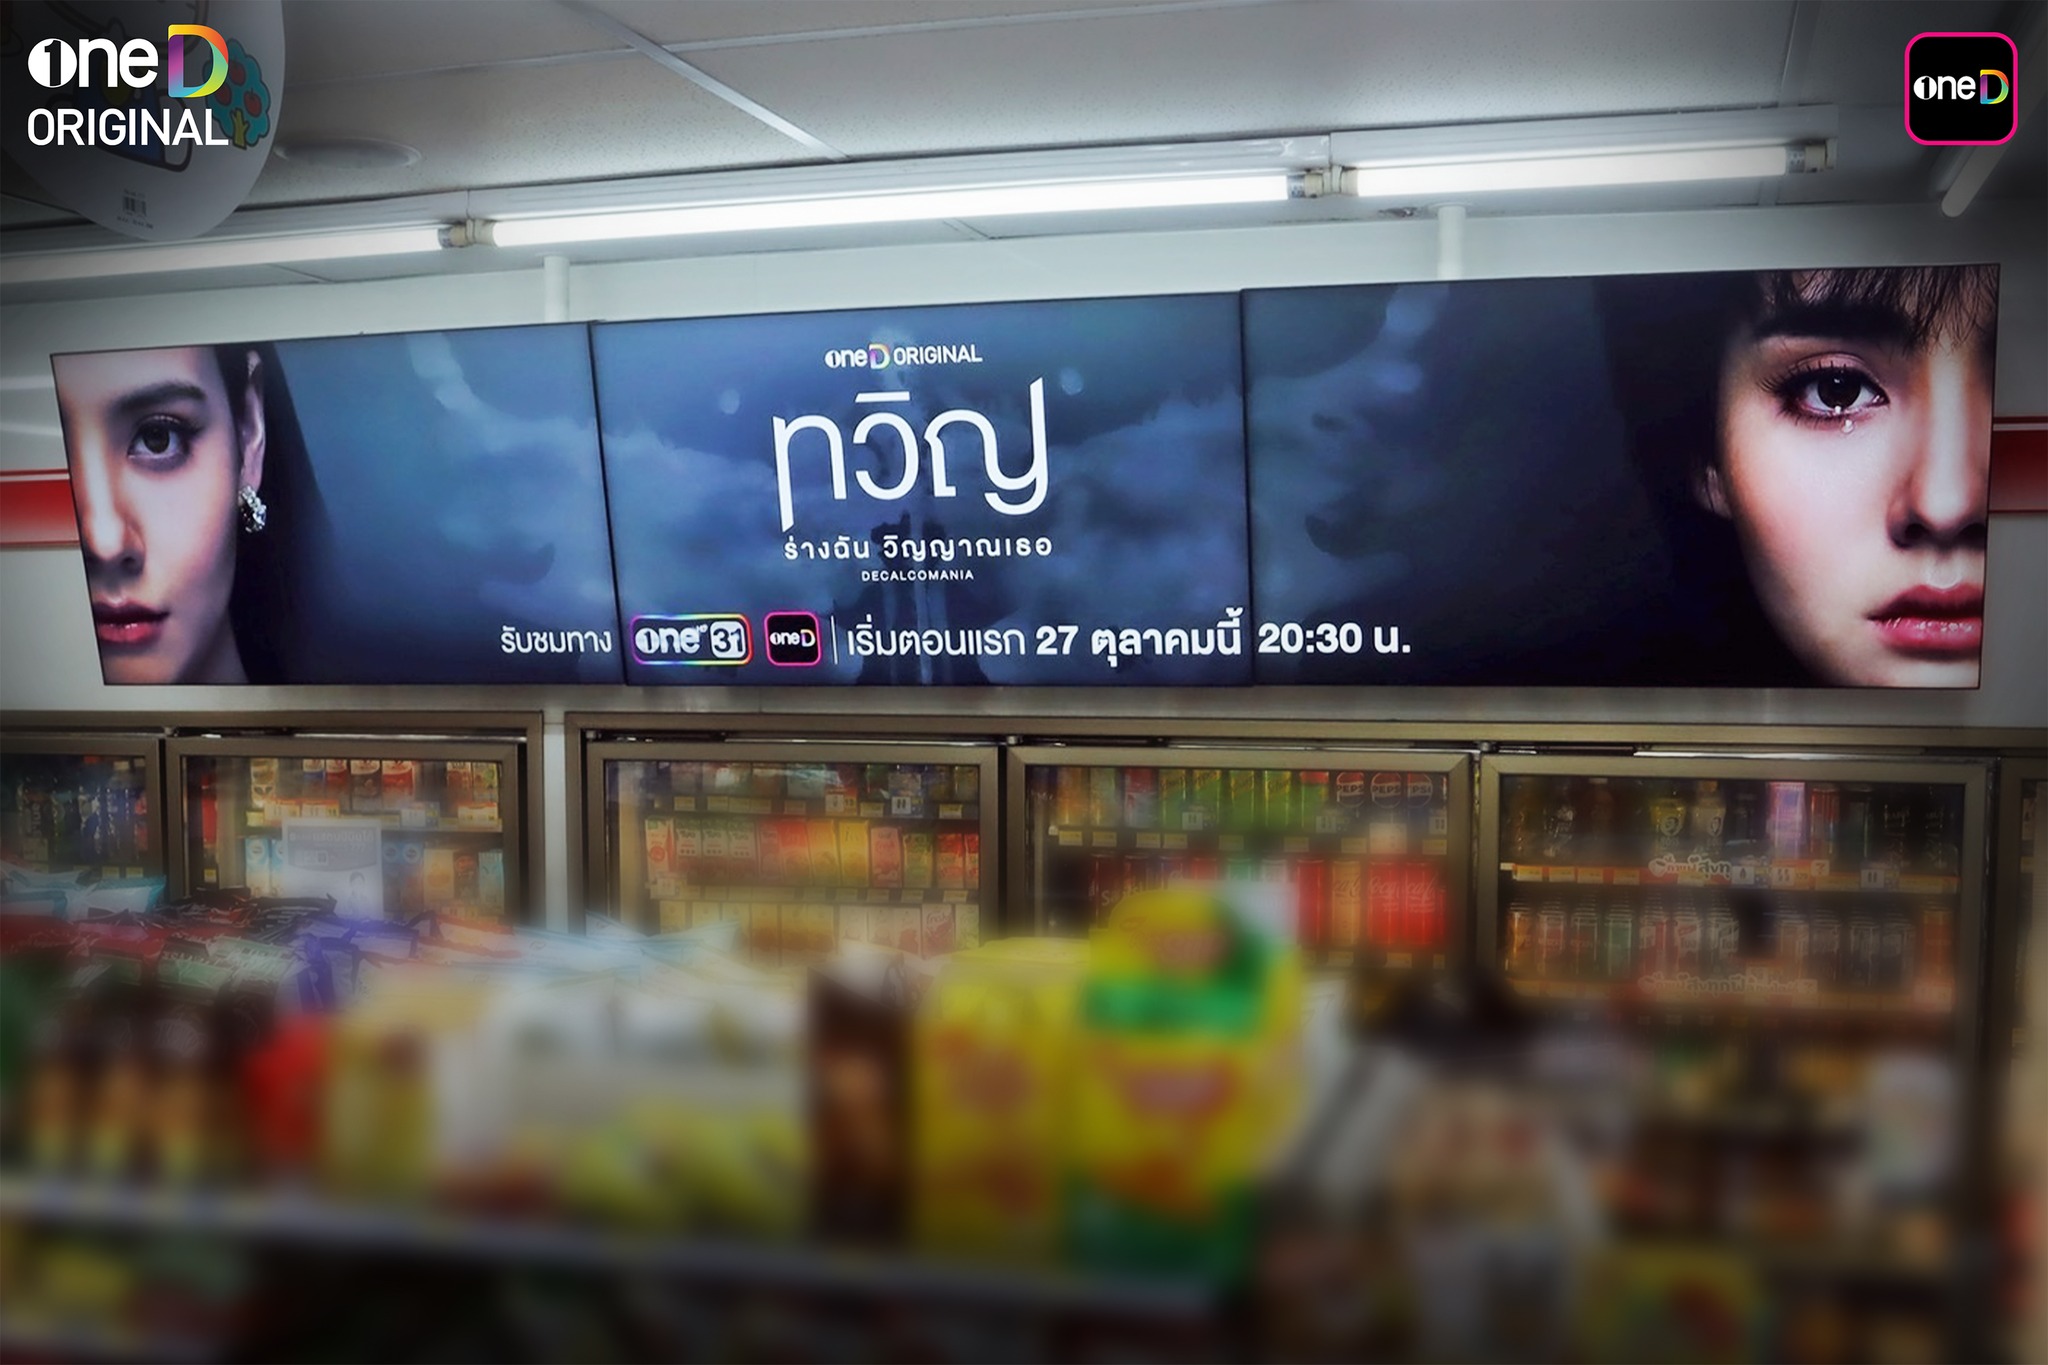 oneD
ORIGINAL
oneD
oneD ORIGINAL
ทวิญ
ร่างฉัน วิญญาณเธอ
DECALCOMANIA
รับชมทาง one HD 31 oneD เริ่มตอนแรก 27 ตุลาคมนี้ 20:30 น.
PEPSI